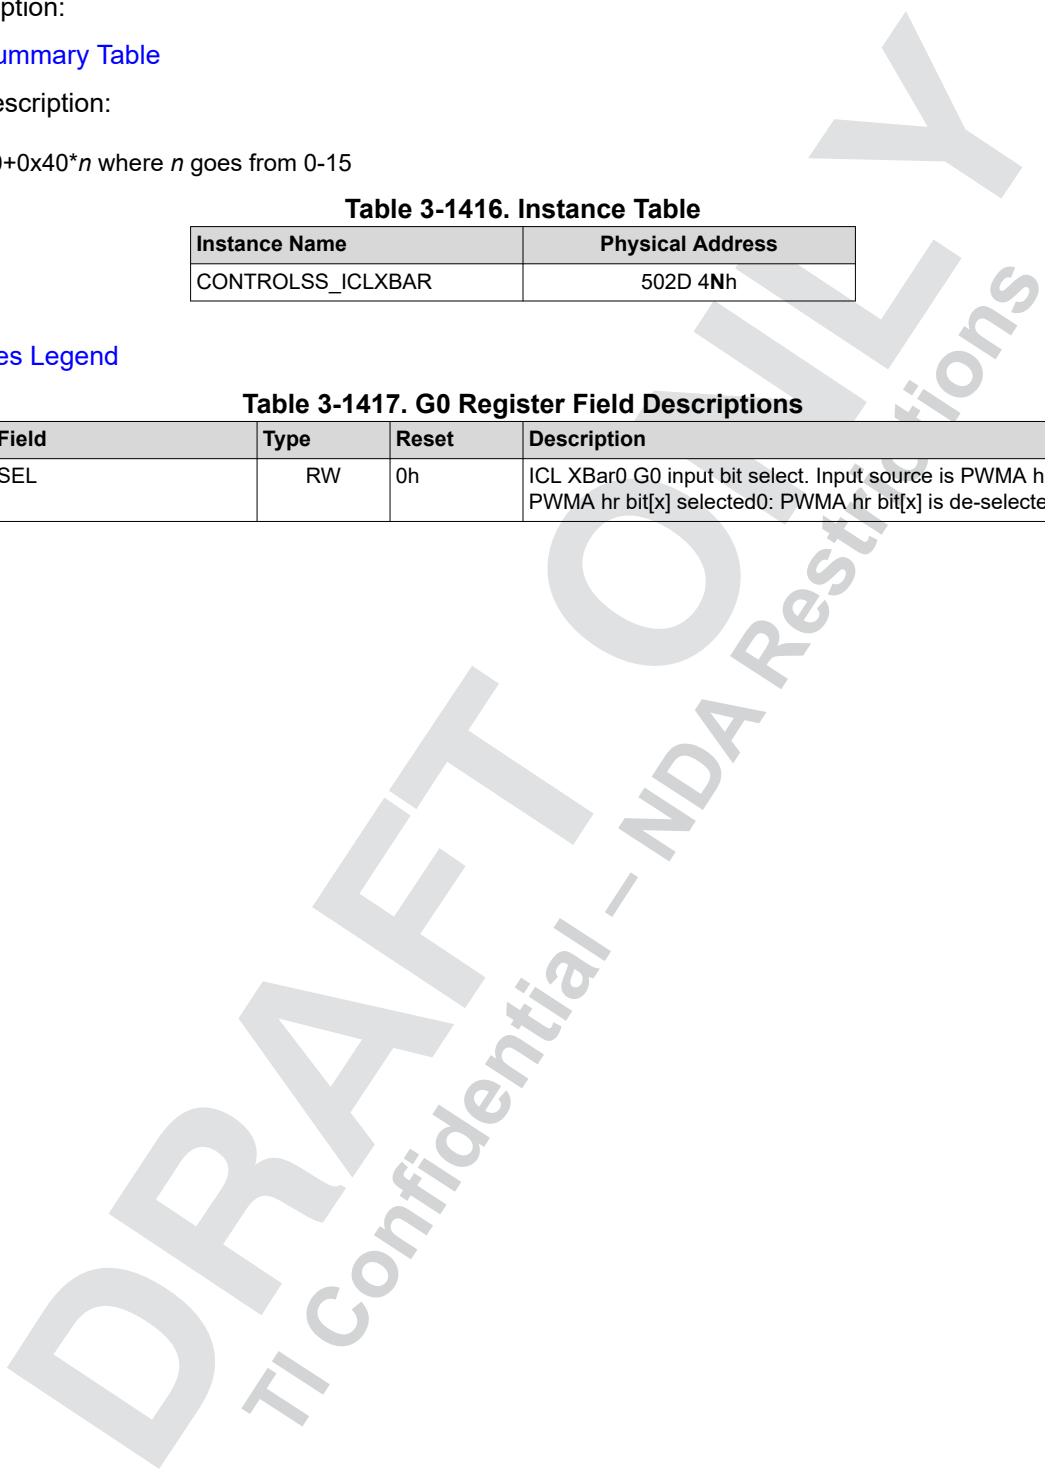 ption:
ummary Table
escription:
+0x40*n where n goes from 0-15
Table 3-1416. Instance Table
Instance Name Physical Address
CONTROLSS_ICLXBAR 502D 4Nh
es Legend
Table 3-1417. G0 Register Field Descriptions
Field Type Reset Description
SEL RW 0h ICL XBar0 G0 input bit select. Input source is PWMA h
PWMA hr bit[x] selected0: PWMA hr bit[x] is de-selecte
DRAFT ONLY
TI Confidential – NDA Restrictions